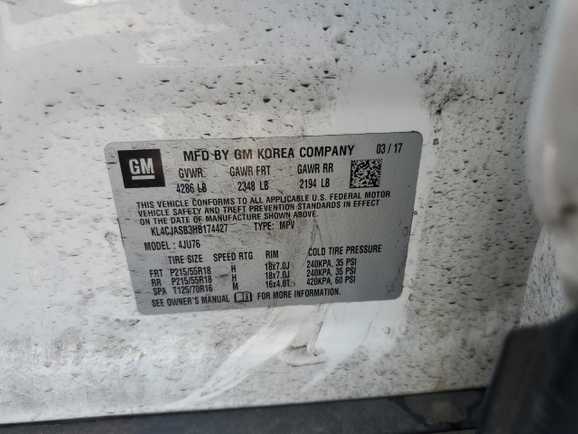 GM
MFD BY GM KOREA COMPANY 03/17
GVWR GAWR FRT GAWR RR
4286 LB 2348 LB 2194 LB
THIS VEHICLE CONFORMS TO ALL APPLICABLE U.S. FEDERAL MOTOR
VEHICLE SAFETY AND THEFT PREVENTION STANDARDS IN EFFECT
ON THE DATE OF MANUFACTURE SHOWN ABOVE.
KL4CJASB3HB174427 TYPE: MPV
MODEL: 4JU76
TIRE SIZE SPEED RTG RIM COLD TIRE PRESSURE
FRT P215/55R18 H 18x7.0J 240KPA, 35 PSI
RR P215/55R18 H 18x7.0J 240KPA, 35 PSI
SPA T125/70R16 M 16x4.0T 420KPA, 60 PSI
SEE OWNER'S MANUAL FOR MORE INFORMATION.